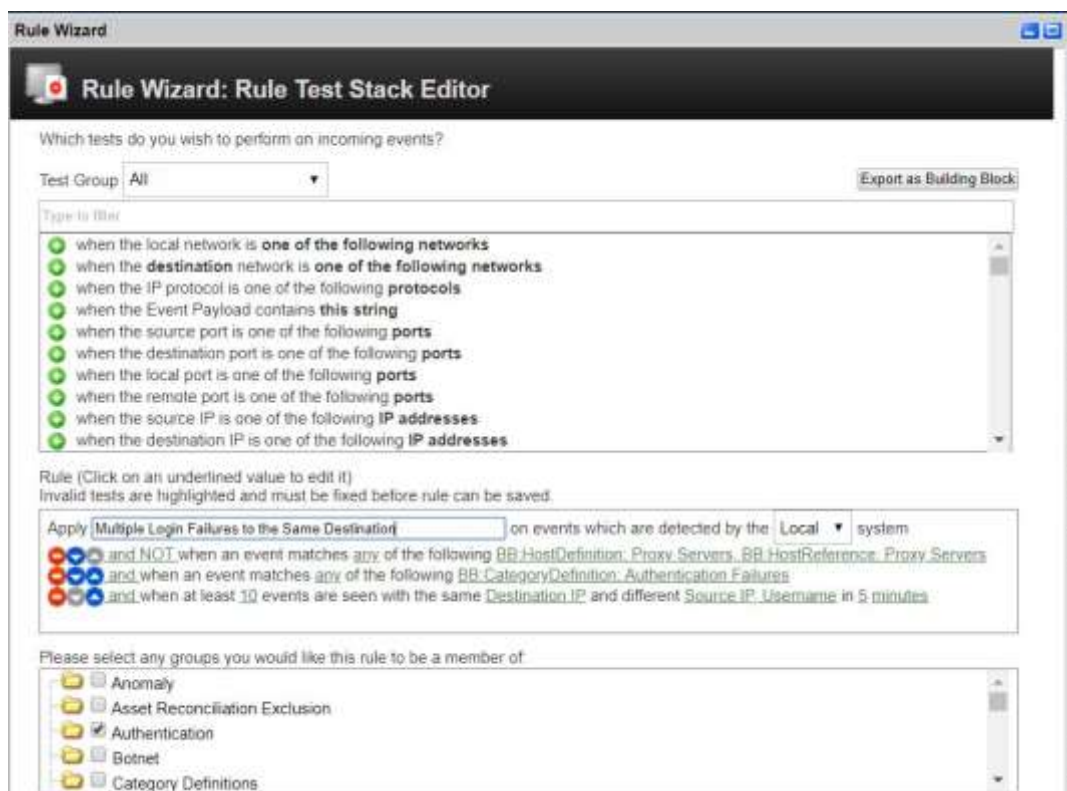 Rule Wizard
Rule Wizard: Rule Test Stack Editor
Which tests do you wish to perform on incoming events?
Test Group All
Export as Building Block
Type to filter
when the local network is one of the following networks
when the destination network is one of the following networks
when the IP protocol is one of the following protocols
when the Event Payload contains this string
when the source port is one of the following ports
when the destination port is one of the following ports
when the local port is one of the following ports
when the remote port is one of the following ports
when the source IP is one of the following IP addresses
when the destination IP is one of the following IP addresses
Rule (Click on an underlined value to edit it)
Invalid tests are highlighted and must be fixed before rule can be saved.
Apply Multiple Login Failures to the Same Destination on events which are detected by the Local system
and NOT when an event matches any of the following BB:HostDefinition: Proxy Servers, BB:HostReference: Proxy Servers
and when an event matches any of the following BB:CategoryDefinition: Authentication Failures
and when at least 10 events are seen with the same Destination IP and different Source IP, Username in 5 minutes
Please select any groups you would like this rule to be a member of:
Anomaly
Asset Reconciliation Exclusion
Authentication
Botnet
Category Definitions